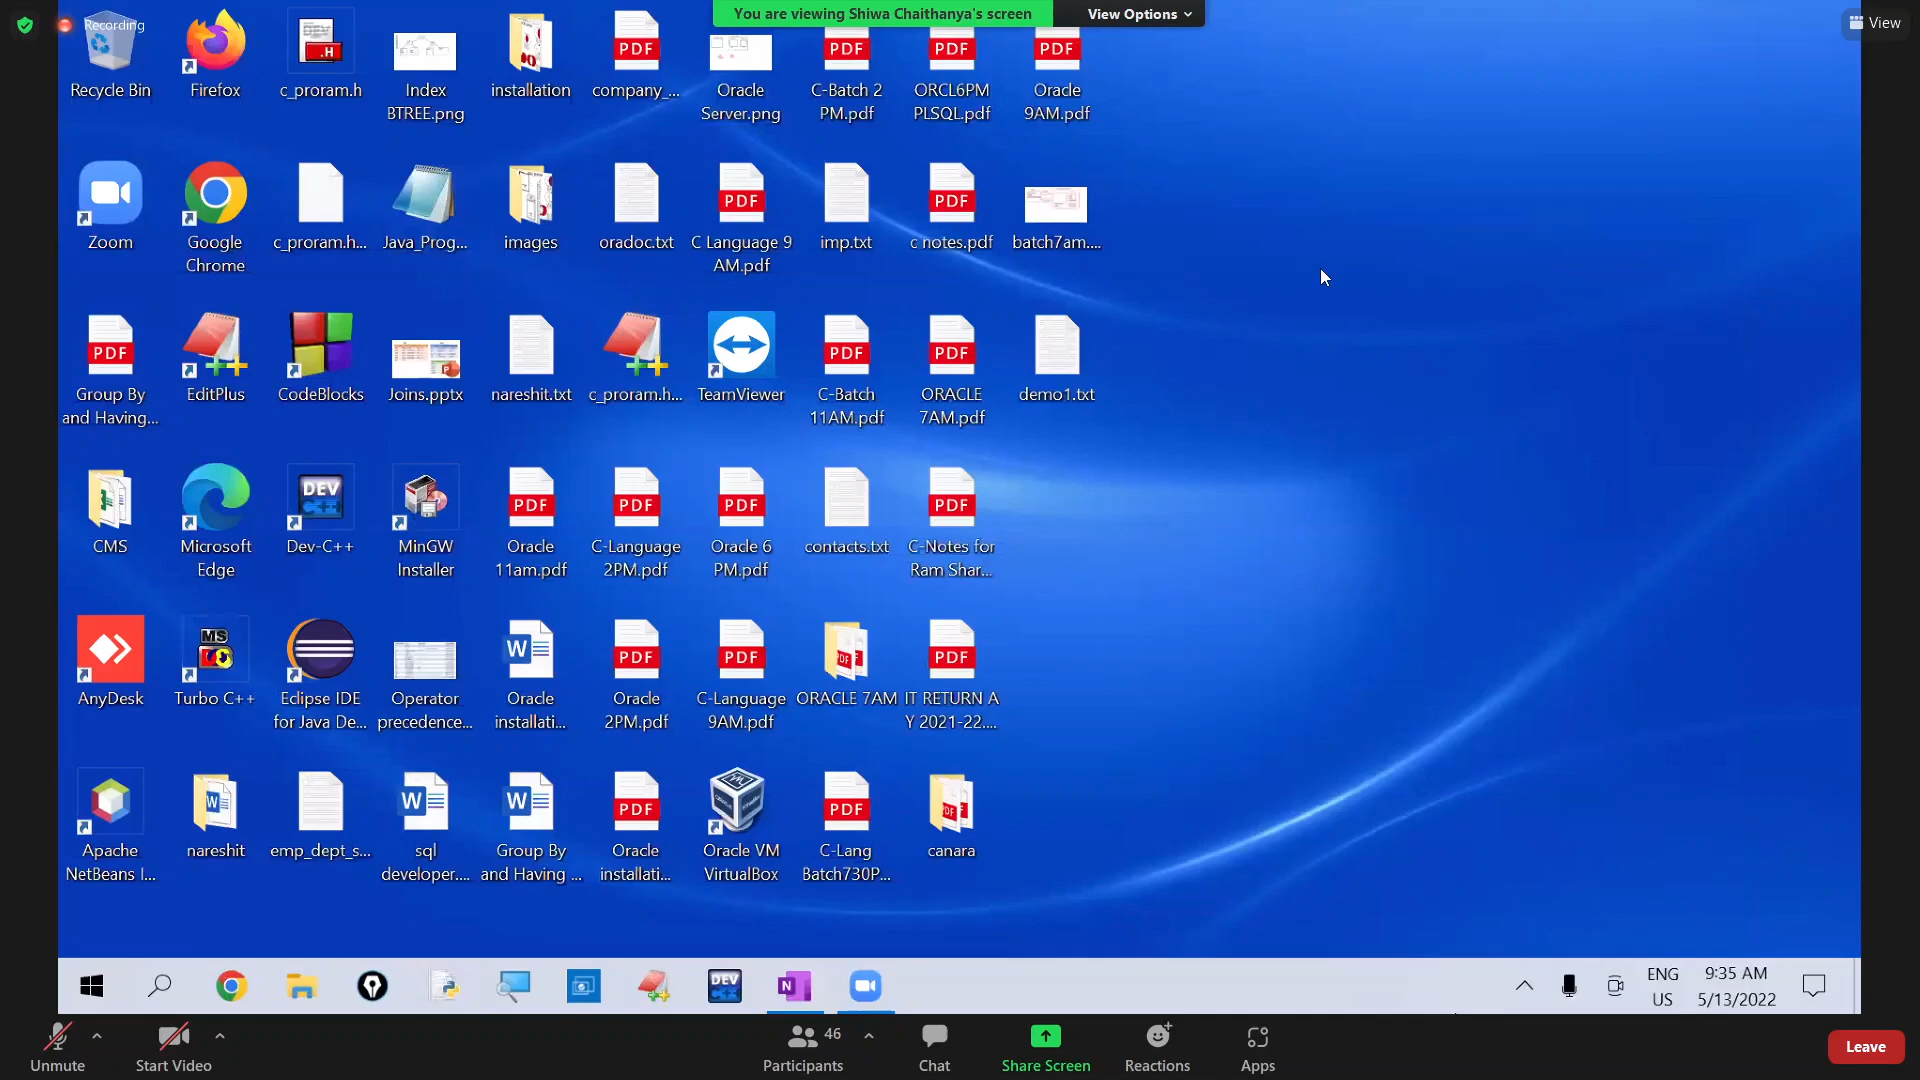 Recording
You are viewing Shiwa Chaithanya's screen
View Options
View
Recycle Bin
Firefox
c_proram.h
Index
BTREE.png
installation
company_...
Oracle
Server.png
C-Batch 2
PM.pdf
ORCL6PM
PLSQL.pdf
Oracle
9AM.pdf
Zoom
Google
Chrome
c_proram.h...
Java_Prog...
images
oradoc.txt
C Language 9
AM.pdf
imp.txt
c notes.pdf
batch7am....
Group By
and Having...
EditPlus
CodeBlocks
Joins.pptx
nareshit.txt
c_proram.h...
TeamViewer
C-Batch
11AM.pdf
ORACLE
7AM.pdf
demo1.txt
CMS
Microsoft
Edge
Dev-C++
MinGW
Installer
Oracle
11am.pdf
C-Language
2PM.pdf
Oracle 6
PM.pdf
contacts.txt
C-Notes for
Ram Shar...
AnyDesk
Turbo C++
Eclipse IDE
for Java De...
Operator
precedence...
Oracle
installati...
Oracle
2PM.pdf
C-Language
9AM.pdf
ORACLE 7AM
IT RETURN A
Y 2021-22....
Apache
NetBeans I...
nareshit
emp_dept_s...
sql
developer....
Group By
and Having ...
Oracle
installati...
Oracle VM
VirtualBox
C-Lang
Batch730P...
canara
ENG
US
9:35 AM
5/13/2022
Unmute
Start Video
46
Participants
Chat
Share Screen
Reactions
Apps
Leave